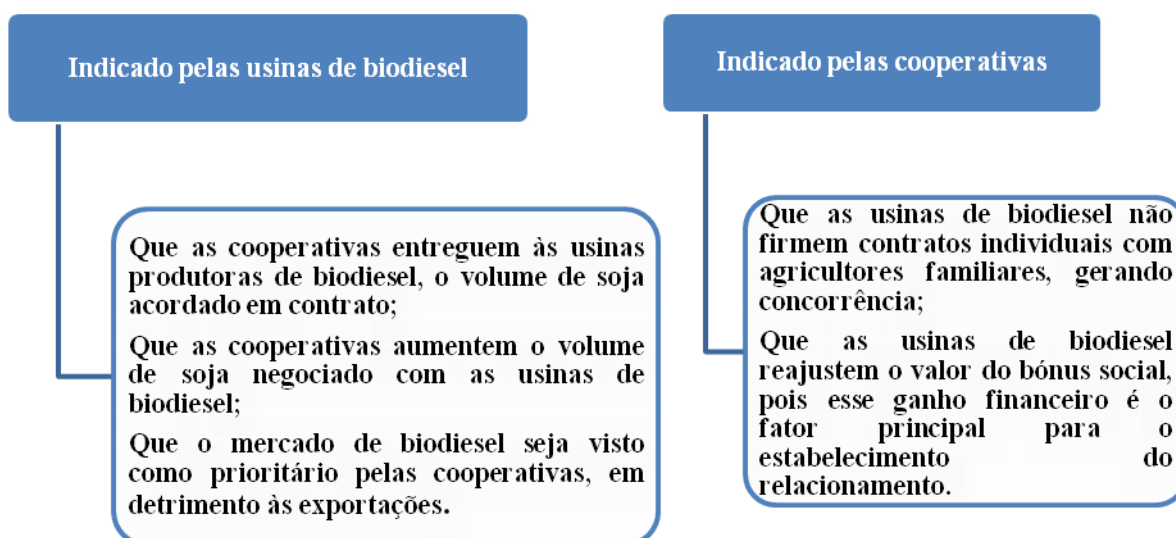 Indicado pelas usinas de biodiesel
Que as cooperativas entreguem às usinas
produtoras de biodiesel, o volume de soja
acordado em contrato;
Que as cooperativas aumentem o volume
de soja negociado com as usinas de
biodiesel;
Que o mercado de biodiesel seja visto
como prioritário pelas cooperativas, em
detrimento às exportações.
Indicado pelas cooperativas
Que as usinas de biodiesel não
firmem contratos individuais com
agricultores familiares, gerando
concorrência;
Que as usinas de biodiesel
reajustem o valor do bónus social,
pois esse ganho financeiro é o
fator principal para o
estabelecimento do
relacionamento.